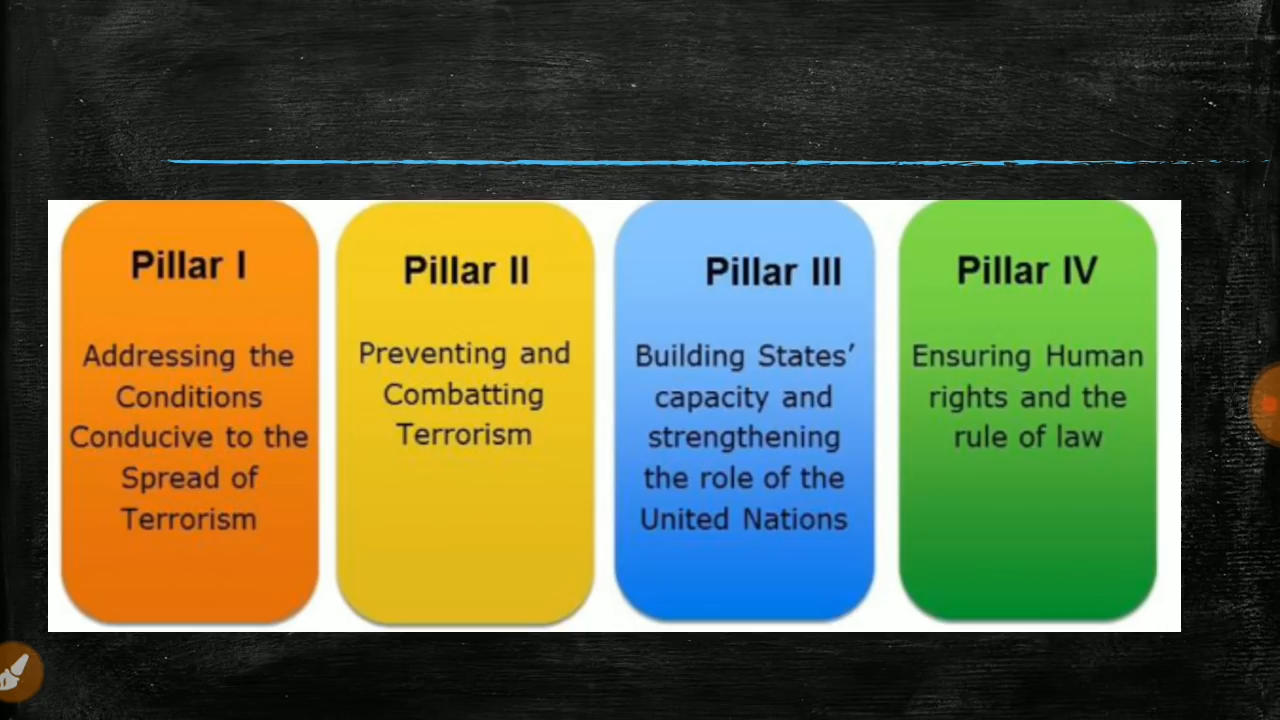 Pillar I
Addressing the
Conditions
Conducive to the
Spread of
Terrorism
Pillar II
Preventing and
Combatting
Terrorism
Pillar III
Building States’
capacity and
strengthening
the role of the
United Nations
Pillar IV
Ensuring Human
rights and the
rule of law